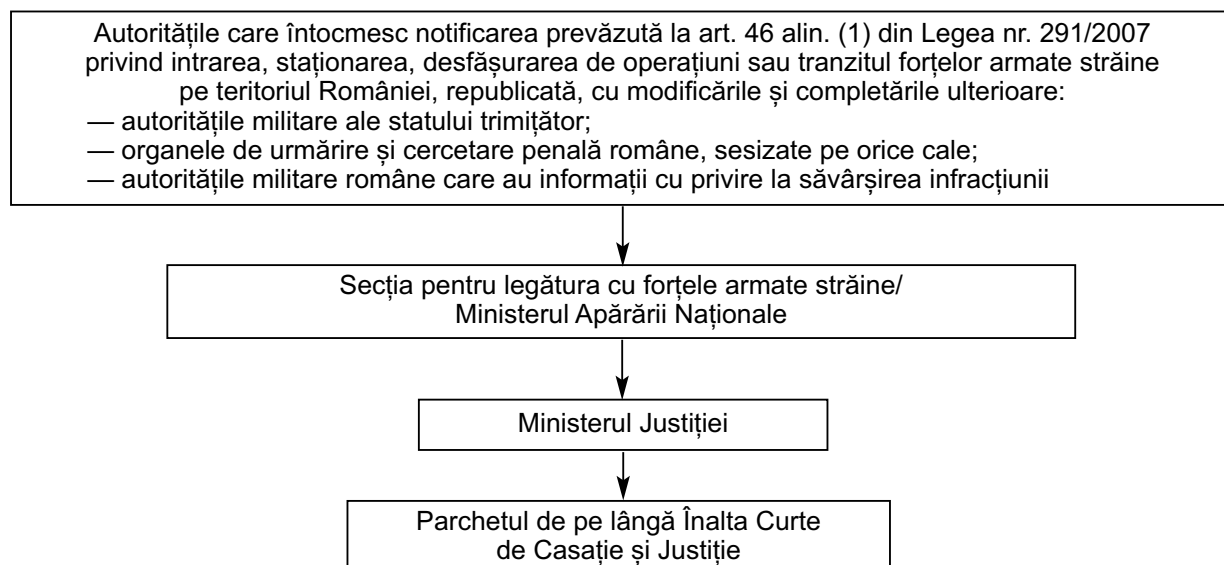 Autoritățile care întocmesc notificarea prevăzută la art. 46 alin. (1) din Legea nr. 291/2007
privind intrarea, staționarea, desfășurarea de operațiuni sau tranzitul forțelor armate străine
pe teritoriul României, republicată, cu modificările și completările ulterioare:
— autoritățile militare ale statului trimițător;
— organele de urmărire și cercetare penală române, sesizate pe orice cale;
— autoritățile militare române care au informații cu privire la săvârșirea infracțiunii
Secția pentru legătura cu forțele armate străine/
Ministerul Apărării Naționale
Ministerul Justiției
Parchetul de pe lângă Înalta Curte
de Casație și Justiție